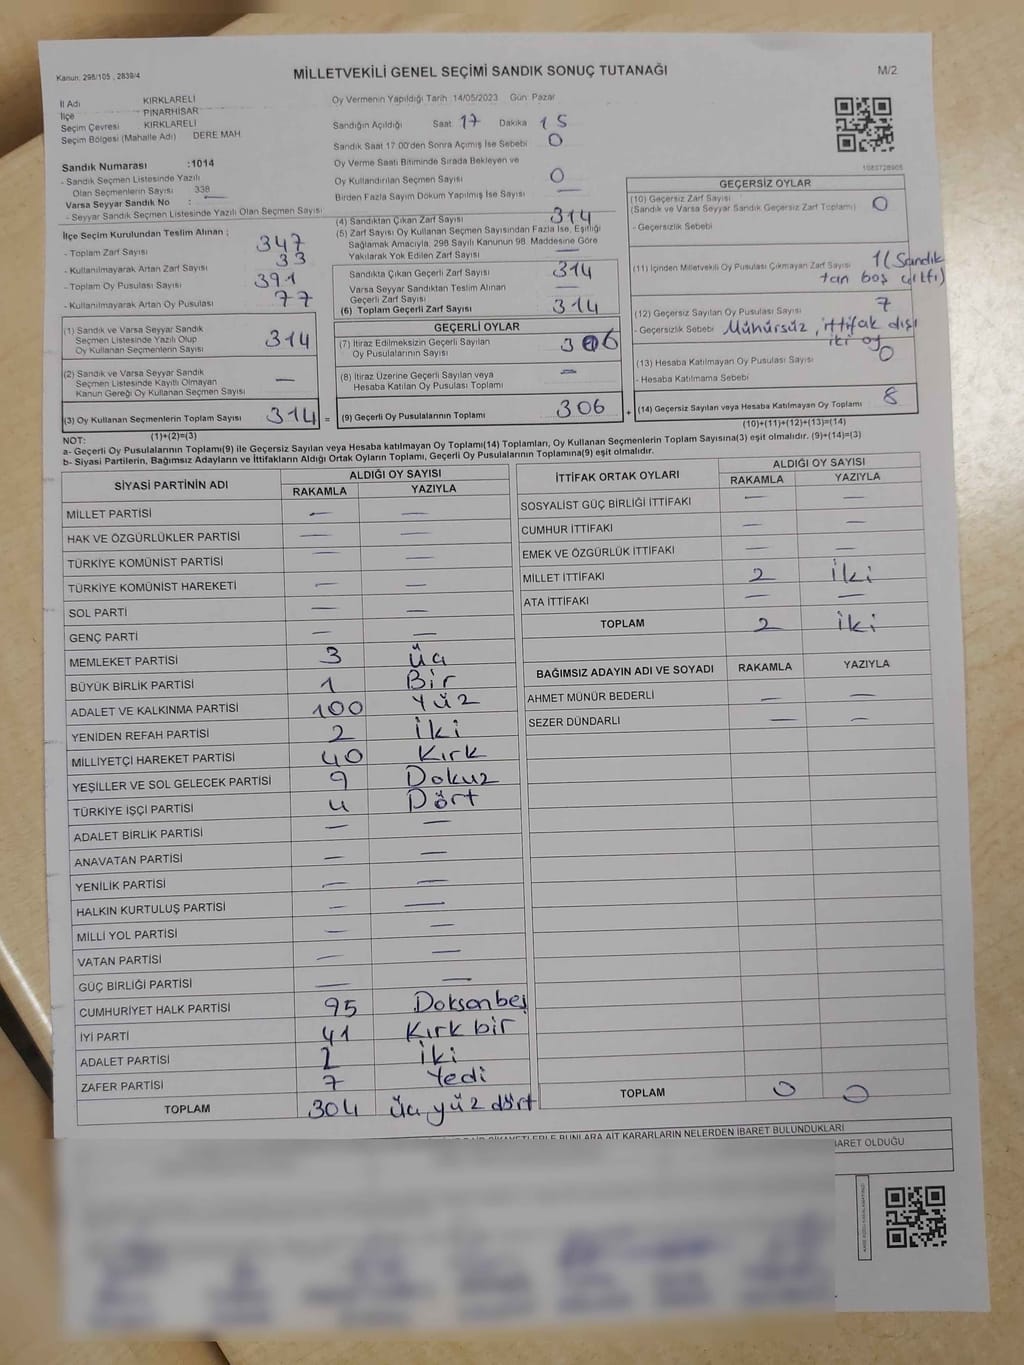 Kanun: 298/105 , 2839/4
MİLLETVEKİLİ GENEL SEÇİMİ SANDIK SONUÇ TUTANAĞI
M/2
İl Adı KIRKLARELİ
İlçe PINARHİSAR
Seçim Çevresi KIRKLARELİ
Seçim Bölgesi (Mahalle Adı) DERE MAH
Sandık Numarası :1014
- Sandık Seçmen Listesinde Yazılı
Olan Seçmenlerin Sayısı 338
Varsa Seyyar Sandık No : —
- Seyyar Sandık Seçmen Listesinde Yazılı Olan Seçmen Sayısı
Oy Vermenin Yapıldığı Tarih 14/05/2023 Gün: Pazar
Sandığın Açıldığı Saat 17 Dakika 15
Sandık Saat 17:00'den Sonra Açımış İse Sebebi 0
Oy Verme Saati Bitiminde Sırada Bekleyen ve
Oy Kullandırılan Seçmen Sayısı 0
Birden Fazla Sayım Döküm Yapılmış İse Sayısı —
1083728905
İlçe Seçim Kurulundan Teslim Alınan ;
- Toplam Zarf Sayısı 347
- Kullanılmayarak Artan Zarf Sayısı 33
- Toplam Oy Pusulası Sayısı 391
- Kullanılmayarak Artan Oy Pusulası 77
(1) Sandık ve Varsa Seyyar Sandık
Seçmen Listesinde Yazılı Olup
Oy Kullanan Seçmenlerin Sayısı 314
(2) Sandık ve Varsa Seyyar Sandık
Seçmen Listesinde Kayıtlı Olmayan
Kanun Gereği Oy Kullanan Seçmen Sayısı —
(3) Oy Kullanan Seçmenlerin Toplam Sayısı 314 =
(1)+(2)=(3)
(4) Sandıktan Çıkan Zarf Sayısı 314
(5) Zarf Sayısı Oy Kullanan Seçmen Sayısından Fazla İse, Eşitliği
Sağlamak Amacıyla, 298 Sayılı Kanunun 98. Maddesine Göre
Yakılarak Yok Edilen Zarf Sayısı —
Sandıkta Çıkan Geçerli Zarf Sayısı 314
Varsa Seyyar Sandıktan Teslim Alınan
Geçerli Zarf Sayısı —
(6) Toplam Geçerli Zarf Sayısı 314
GEÇERLİ OYLAR
(7) İtiraz Edilmeksizin Geçerli Sayılan
Oy Pusulalarının Sayısı 306
(8) İtiraz Üzerine Geçerli Sayılan veya
Hesaba Katılan Oy Pusulası Toplamı —
(9) Geçerli Oy Pusulalarının Toplamı 306 +
GEÇERSİZ OYLAR
(10) Geçersiz Zarf Sayısı
(Sandık ve Varsa Seyyar Sandık Geçersiz Zarf Toplamı) 0
- Geçersizlik Sebebi
(11) İçinden Milletvekili Oy Pusulası Çıkmayan Zarf Sayısı 1 (Sandık
tan boş çıktı)
(12) Geçersiz Sayılan Oy Pusulası Sayısı 7
- Geçersizlik Sebebi Mühürsüz, ittifak dışı
iki oy
(13) Hesaba Katılmayan Oy Pusulası Sayısı 0
- Hesaba Katılmama Sebebi
(14) Geçersiz Sayılan veya Hesaba Katılmayan Oy Toplamı 8
(10)+(11)+(12)+(13)=(14)
NOT:
a- Geçerli Oy Pusulalarının Toplamı(9) ile Geçersiz Sayılan veya Hesaba katılmayan Oy Toplamı(14) Toplamları, Oy Kullanan Seçmenlerin Toplam Sayısına(3) eşit olmalıdır. (9)+(14)=(3)
b- Siyasi Partilerin, Bağımsız Adayların ve İttifakların Aldığı Ortak Oyların Toplamı, Geçerli Oy Pusulalarının Toplamına(9) eşit olmalıdır.
SİYASİ PARTİNİN ADI ALDIĞI OY SAYISI
RAKAMLA YAZIYLA
MİLLET PARTİSİ — —
HAK VE ÖZGÜRLÜKLER PARTİSİ — —
TÜRKİYE KOMÜNİST PARTİSİ — —
TÜRKİYE KOMÜNİST HAREKETİ — —
SOL PARTİ — —
GENÇ PARTİ — —
MEMLEKET PARTİSİ 3 Üç
BÜYÜK BİRLİK PARTİSİ 1 Bir
ADALET VE KALKINMA PARTİSİ 100 Yüz
YENİDEN REFAH PARTİSİ 2 İki
MİLLİYETÇİ HAREKET PARTİSİ 40 Kırk
YEŞİLLER VE SOL GELECEK PARTİSİ 9 Dokuz
TÜRKİYE İŞÇİ PARTİSİ 4 Dört
ADALET BİRLİK PARTİSİ — —
ANAVATAN PARTİSİ — —
YENİLİK PARTİSİ — —
HALKIN KURTULUŞ PARTİSİ — —
MİLLİ YOL PARTİSİ — —
VATAN PARTİSİ — —
GÜÇ BİRLİĞİ PARTİSİ — —
CUMHURİYET HALK PARTİSİ 95 Doksanbeş
İYİ PARTİ 41 Kırk bir
ADALET PARTİSİ 2 İki
ZAFER PARTİSİ 7 Yedi
TOPLAM 304 üç yüz dört
İTTİFAK ORTAK OYLARI ALDIĞI OY SAYISI
RAKAMLA YAZIYLA
SOSYALİST GÜÇ BİRLİĞİ İTTİFAKI — —
CUMHUR İTTİFAKI — —
EMEK VE ÖZGÜRLÜK İTTİFAKI — —
MİLLET İTTİFAKI 2 İki
ATA İTTİFAKI — —
TOPLAM 2 İki
BAĞIMSIZ ADAYIN ADI VE SOYADI RAKAMLA YAZIYLA
AHMET MÜNÜR BEDERLİ — —
SEZER DÜNDARLI — —
TOPLAM 0 0
BUNLARA AİT KARARLARIN NELERDEN İBARET BULUNDUKLARI
BARET OLDUĞU